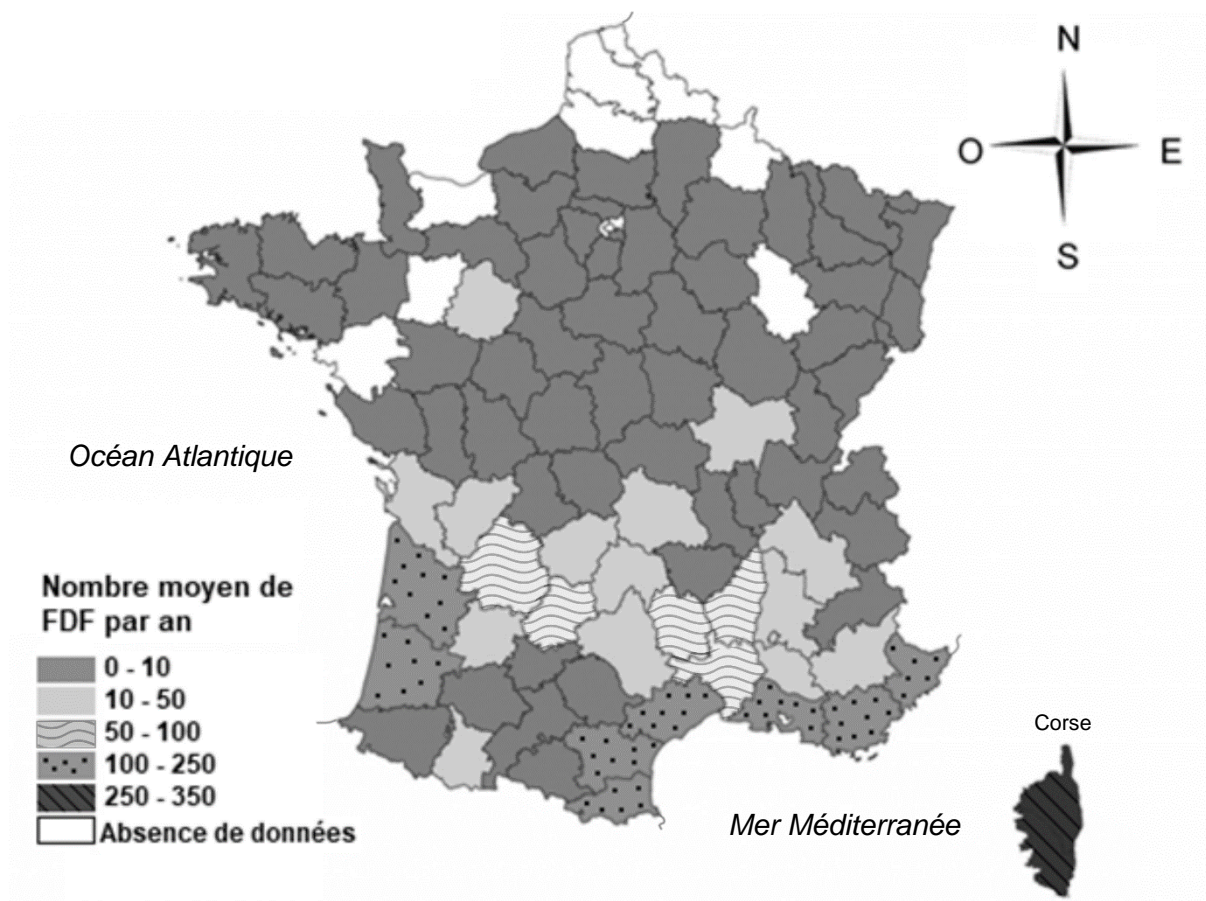 N
O
E
S
Océan Atlantique
Nombre moyen de
FDF par an
0 - 10
10 - 50
50 - 100
100 - 250
250 - 350
Absence de données
Corse
Mer Méditerranée